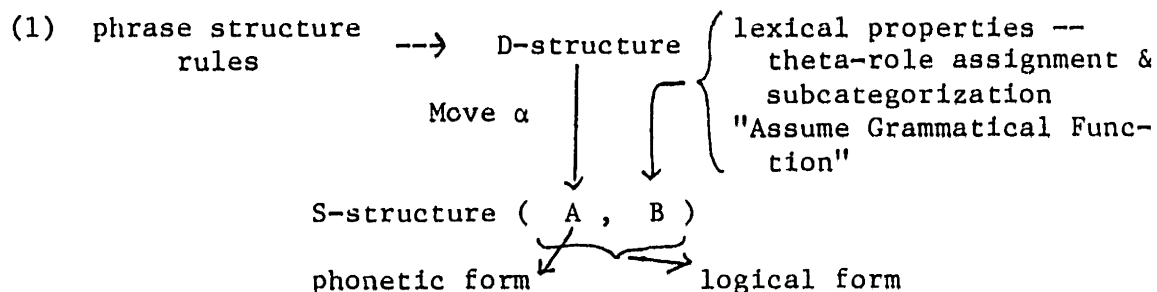 (1) phrase structure rules --→ D-structure
Move α
lexical properties --
theta-role assignment &
subcategorization
"Assume Grammatical Func-
tion"
S-structure ( A , B )
phonetic form logical form